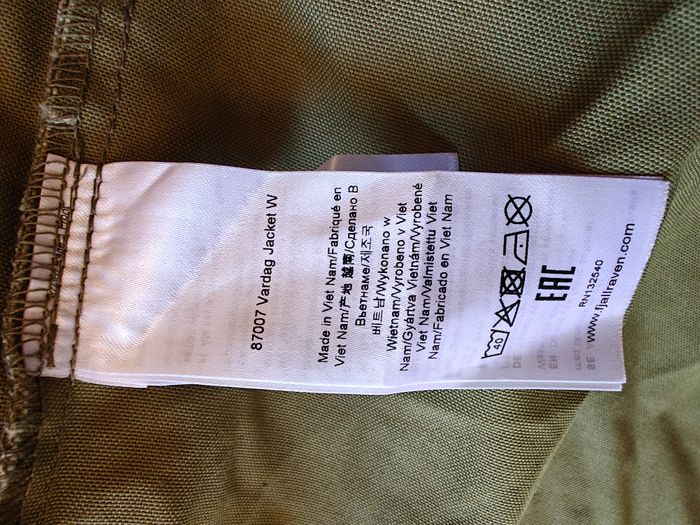 87007 Vardag Jacket W
Made in Viet Nam/Fabriqué en
Viet Nam/产地 越南/Сделано В
Вьетнаме/제조국
베트남/Wykonano w
Wietnam/Vyrobeno v Viet
Nam/Gyártva Vietnám/Vyrobené
Viet Nam/Valmistettu Viet
Nam/Fabricado en Viet Nam
40
EAC
RN132540
www.fjallraven.com